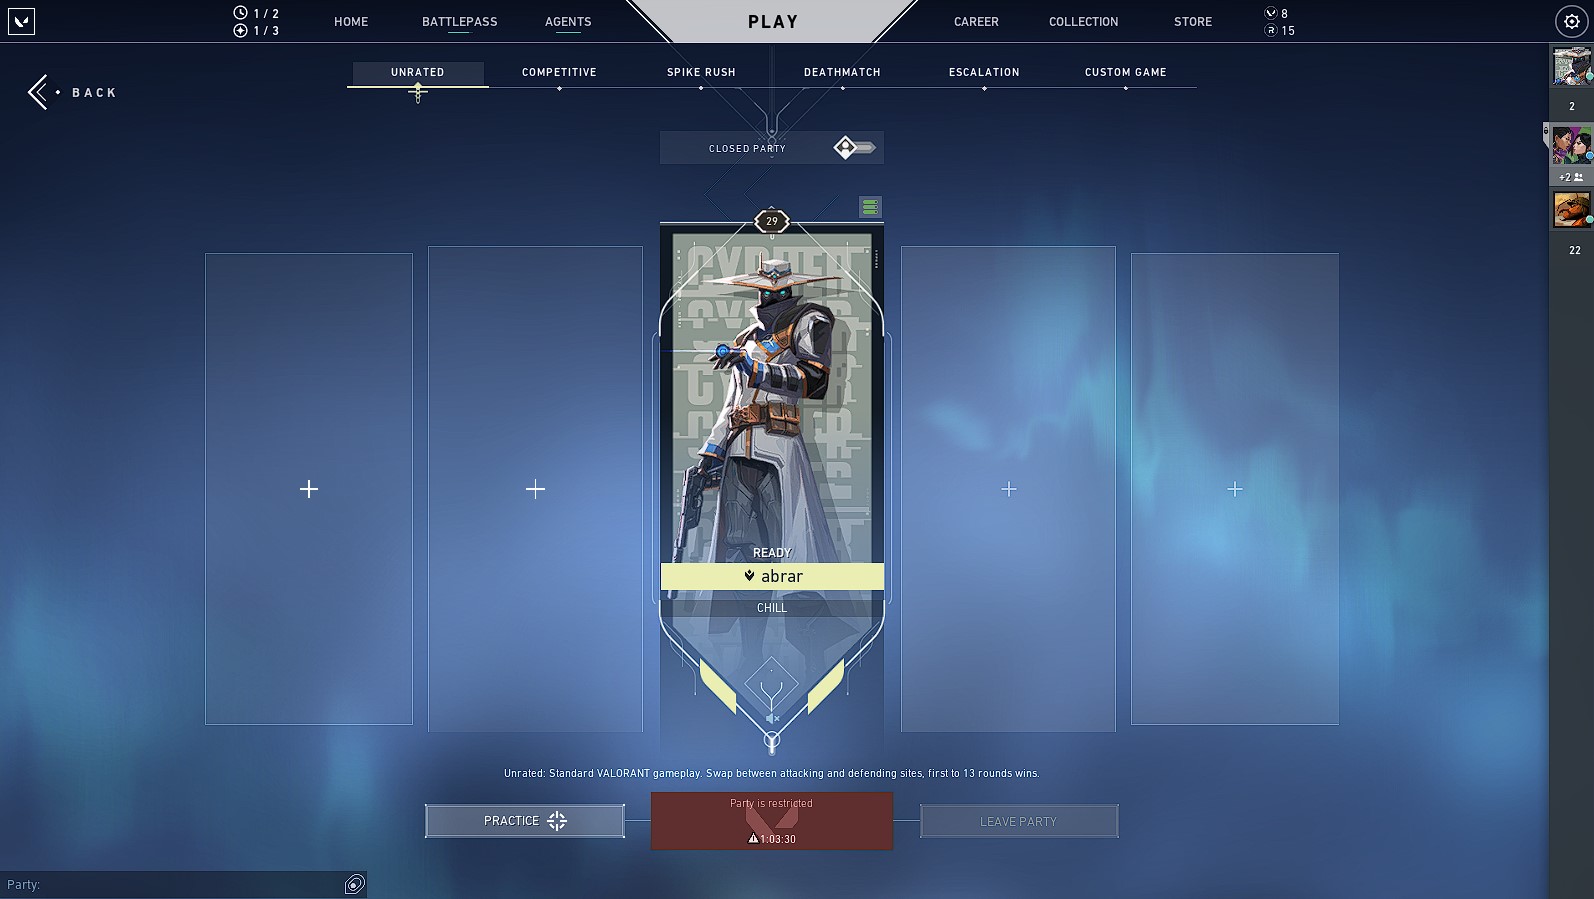 1 / 2
1 / 3
HOME
BATTLEPASS
AGENTS
PLAY
CAREER
COLLECTION
STORE
8
15
BACK
UNRATED
COMPETITIVE
SPIKE RUSH
DEATHMATCH
ESCALATION
CUSTOM GAME
CLOSED PARTY
2
+2
22
29
CYPHER
READY
abrar
CHILL
Unrated: Standard VALORANT gameplay. Swap between attacking and defending sites, first to 13 rounds wins.
PRACTICE
Party is restricted
1:03:30
LEAVE PARTY
Party: